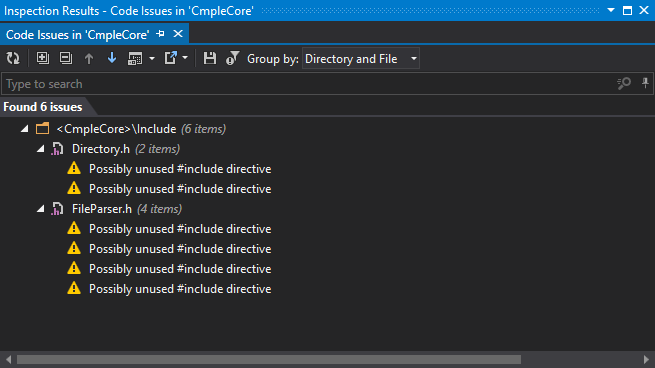 Inspection Results - Code Issues in 'CmpleCore'
Code Issues in 'CmpleCore'
Group by: Directory and File
Type to search
Found 6 issues
<CmpleCore>\Include (6 items)
Directory.h (2 items)
Possibly unused #include directive
Possibly unused #include directive
FileParser.h (4 items)
Possibly unused #include directive
Possibly unused #include directive
Possibly unused #include directive
Possibly unused #include directive